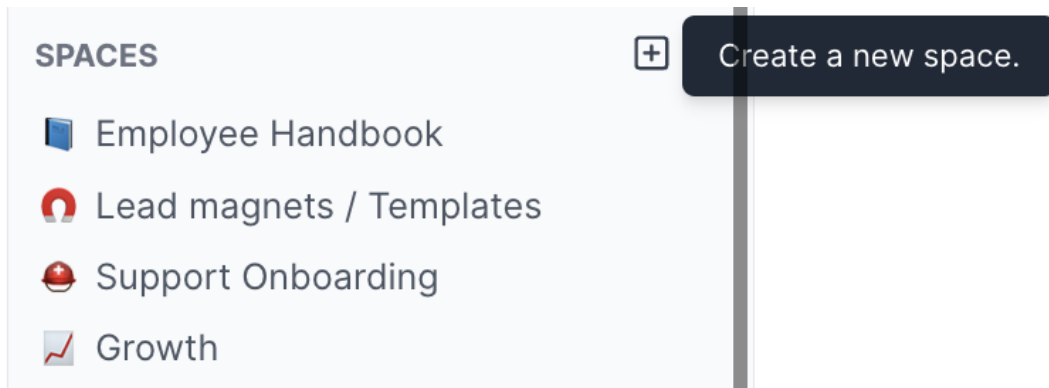 SPACES
Create a new space.
Employee Handbook
Lead magnets / Templates
Support Onboarding
Growth